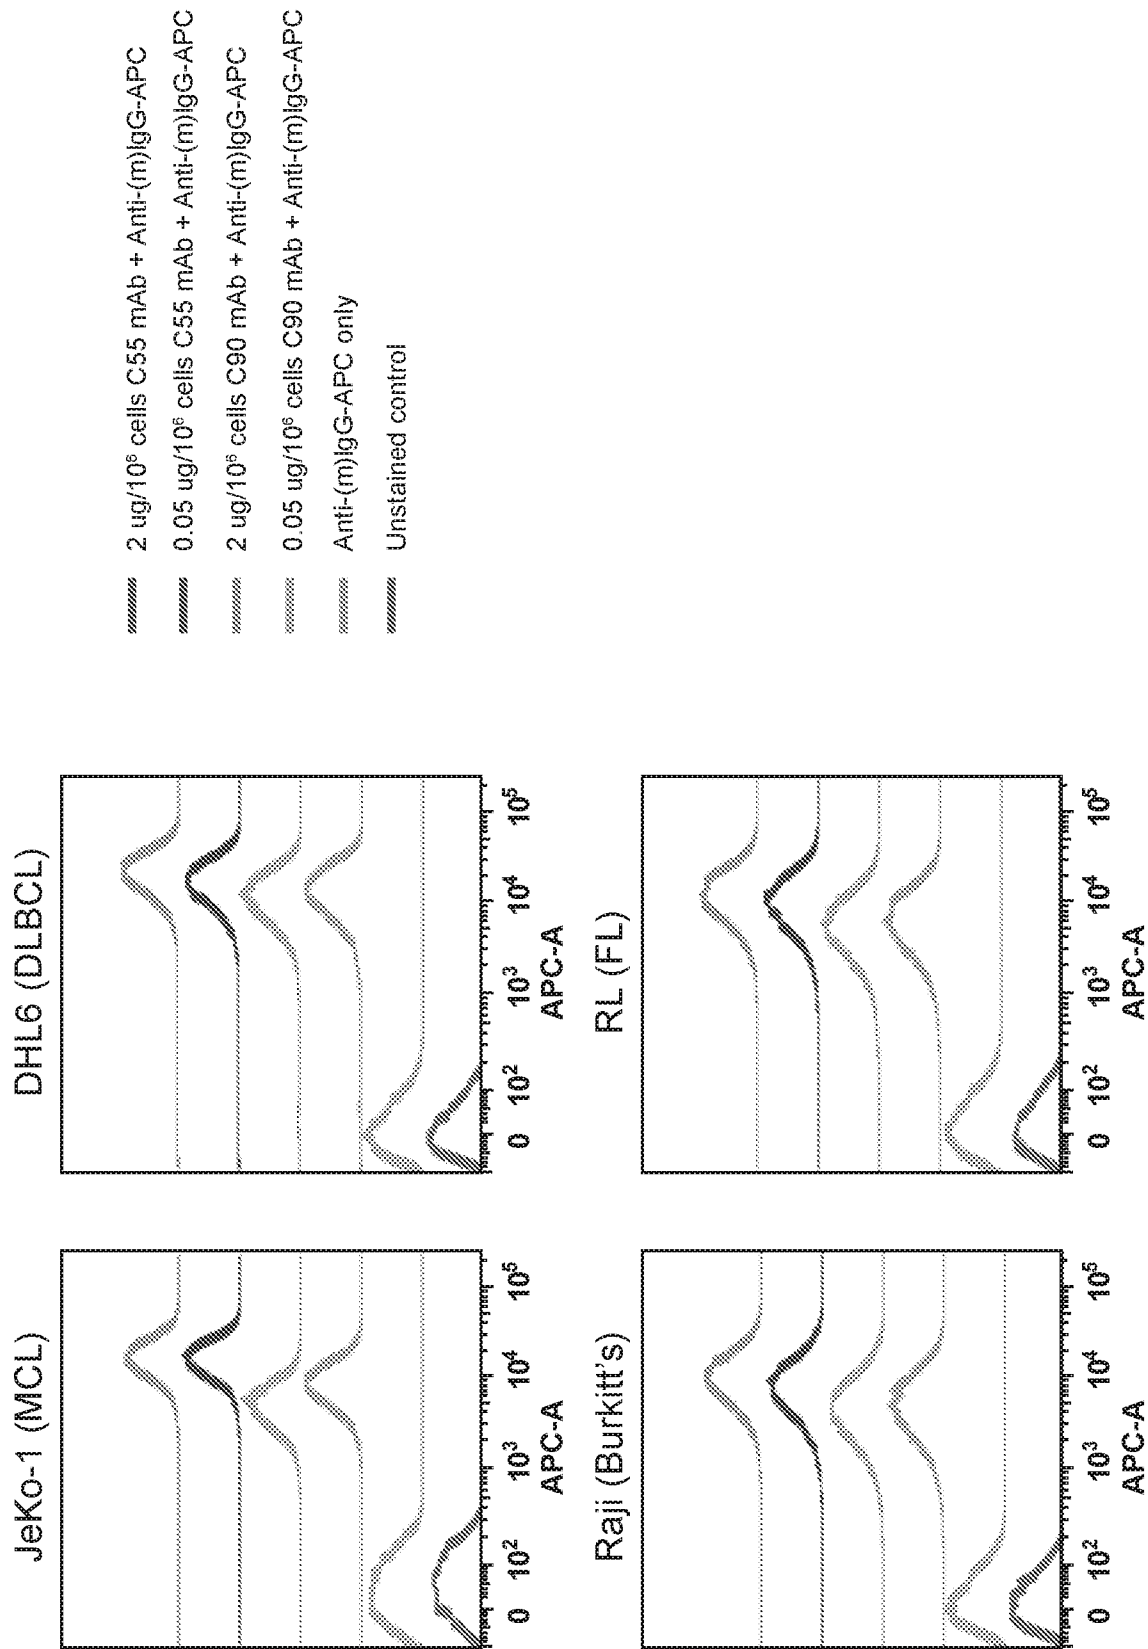 JeKo-1 (MCL)
0 10² 10³ 10⁴ 10⁵
APC-A
DHL6 (DLBCL)
0 10² 10³ 10⁴ 10⁵
APC-A
2 ug/10⁶ cells C55 mAb + Anti-(m)IgG-APC
0.05 ug/10⁶ cells C55 mAb + Anti-(m)IgG-APC
2 ug/10⁶ cells C90 mAb + Anti-(m)IgG-APC
0.05 ug/10⁶ cells C90 mAb + Anti-(m)IgG-APC
Anti-(m)IgG-APC only
Unstained control
Raji (Burkitt's)
0 10² 10³ 10⁴ 10⁵
APC-A
RL (FL)
0 10² 10³ 10⁴ 10⁵
APC-A